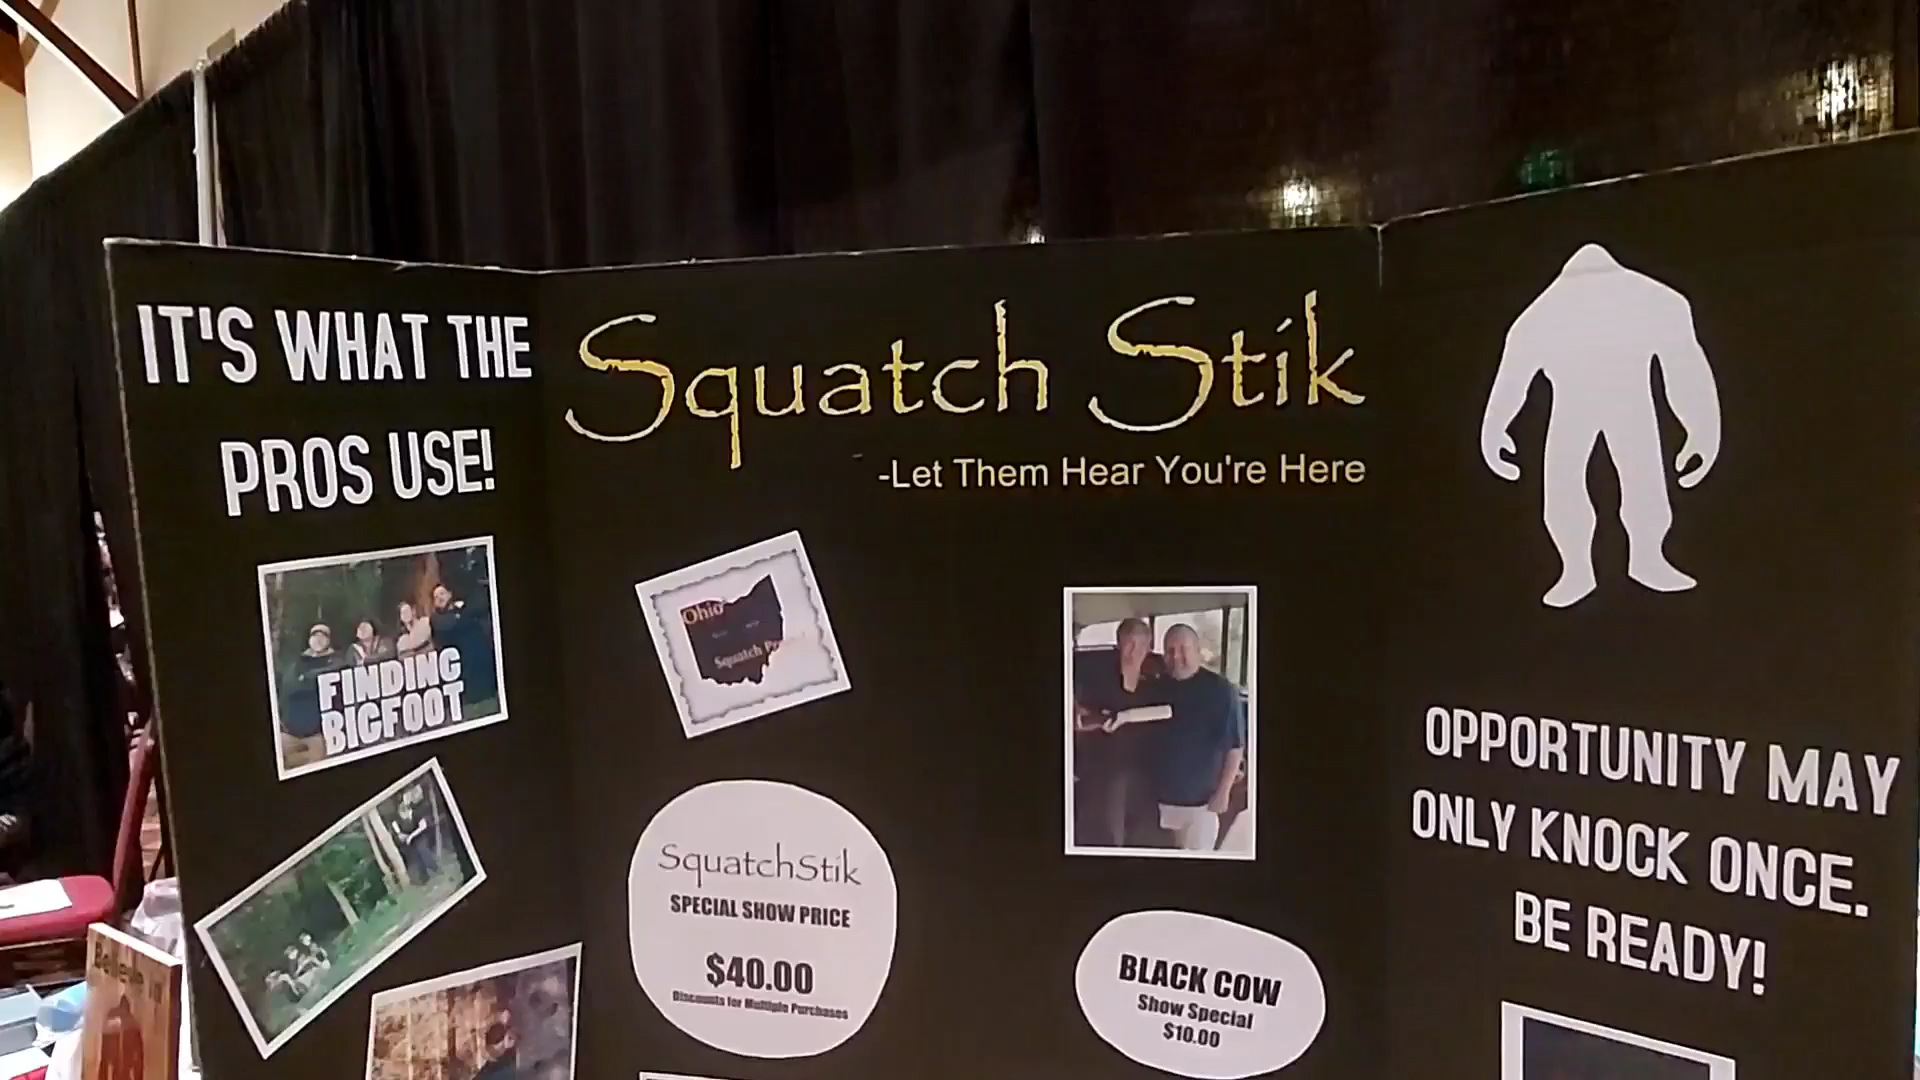 IT'S WHAT THE
PROS USE!
FINDING
BIGFOOT
Squatch Stik
-Let Them Hear You're Here
Ohio
Squatch
SquatchStik
SPECIAL SHOW PRICE
$40.00
Discounts for Multiple Purchases
BLACK COW
Show Special
$10.00
OPPORTUNITY MAY
ONLY KNOCK ONCE.
BE READY!